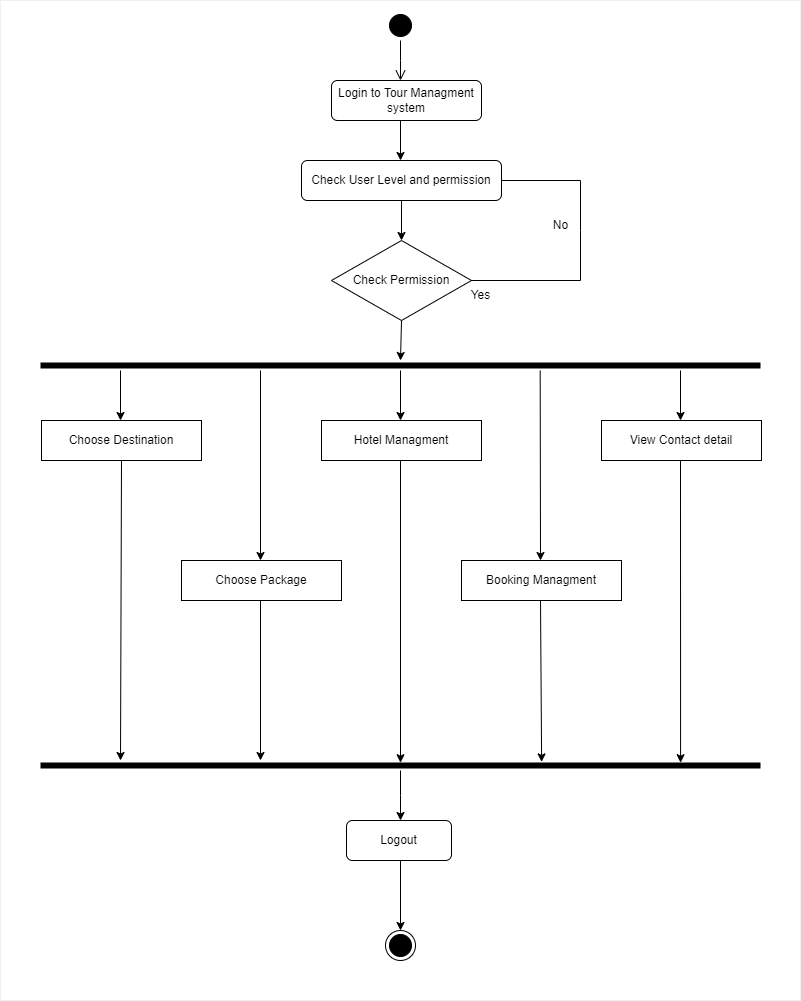 Login to Tour Managment
system
Check User Level and permission
No
Check Permission
Yes
Choose Destination
Hotel Managment
View Contact detail
Choose Package
Booking Managment
Logout